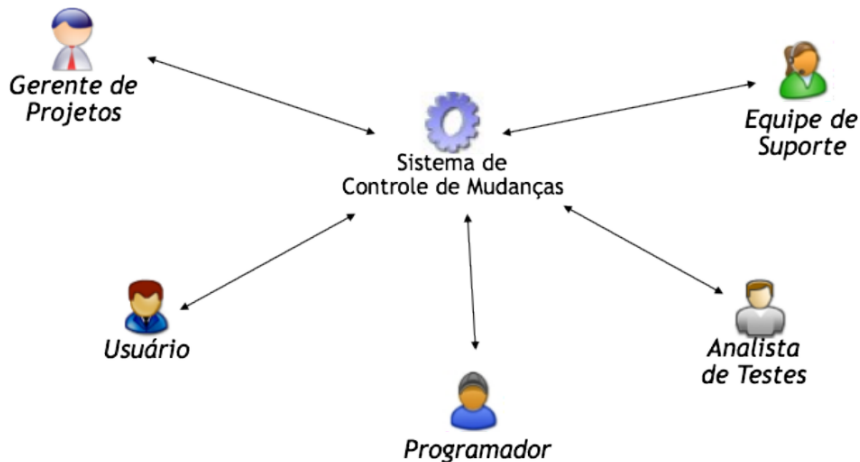 Gerente de
Projetos
Equipe de
Suporte
Sistema de
Controle de Mudanças
Usuário
Analista
de Testes
Programador